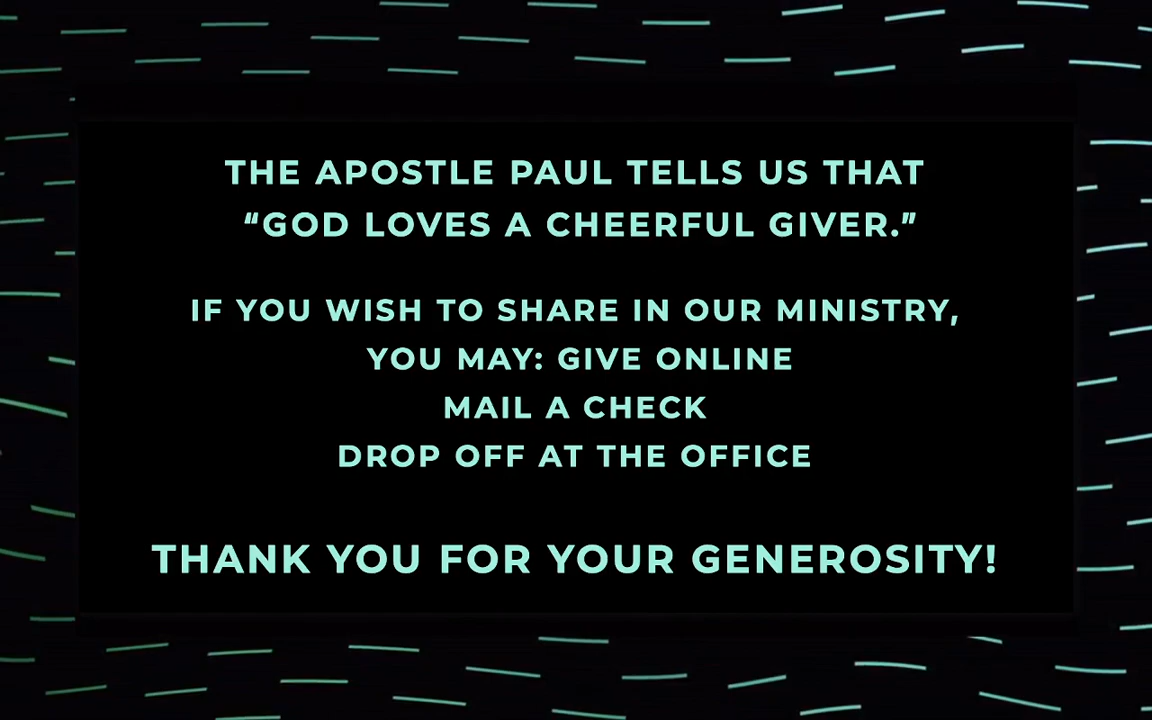 THE APOSTLE PAUL TELLS US THAT
“GOD LOVES A CHEERFUL GIVER.”
IF YOU WISH TO SHARE IN OUR MINISTRY,
YOU MAY: GIVE ONLINE
MAIL A CHECK
DROP OFF AT THE OFFICE
THANK YOU FOR YOUR GENEROSITY!